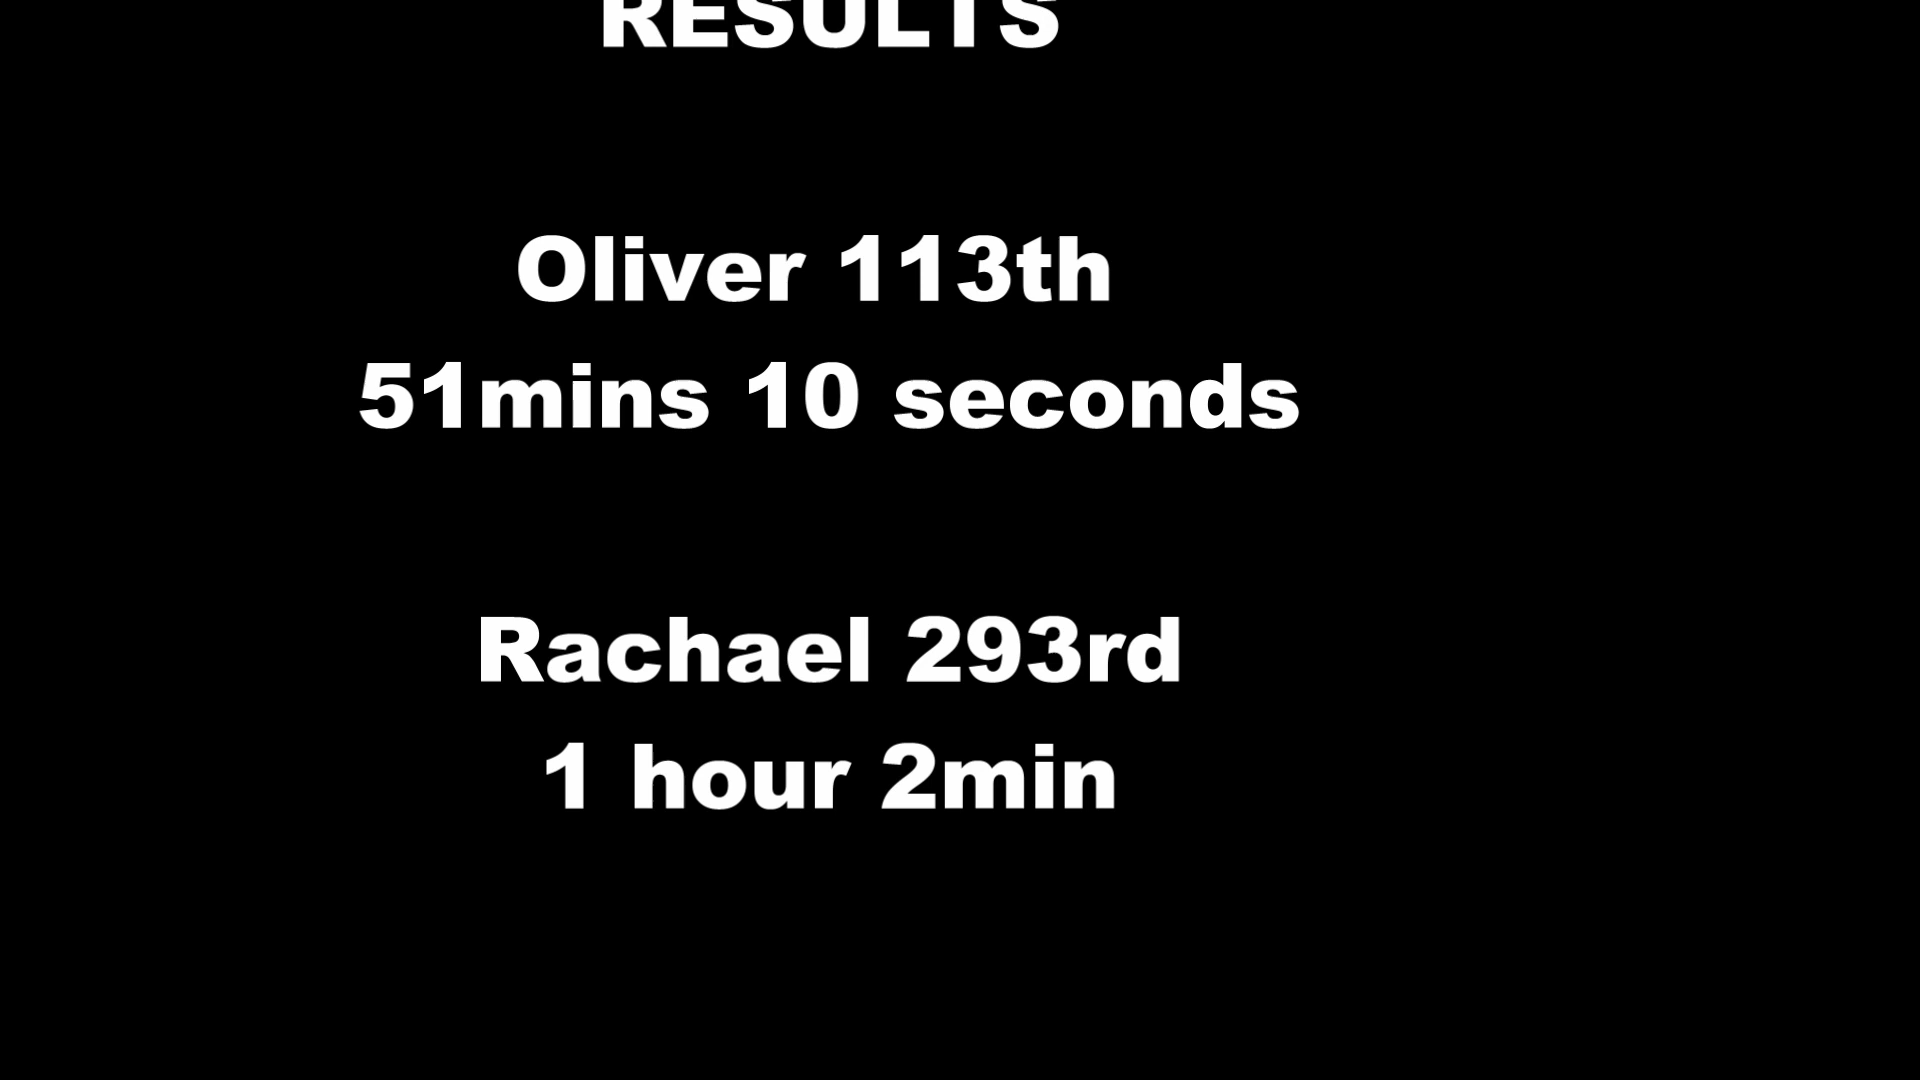 RESULTS
Oliver 113th
51mins 10 seconds
Rachael 293rd
1 hour 2min